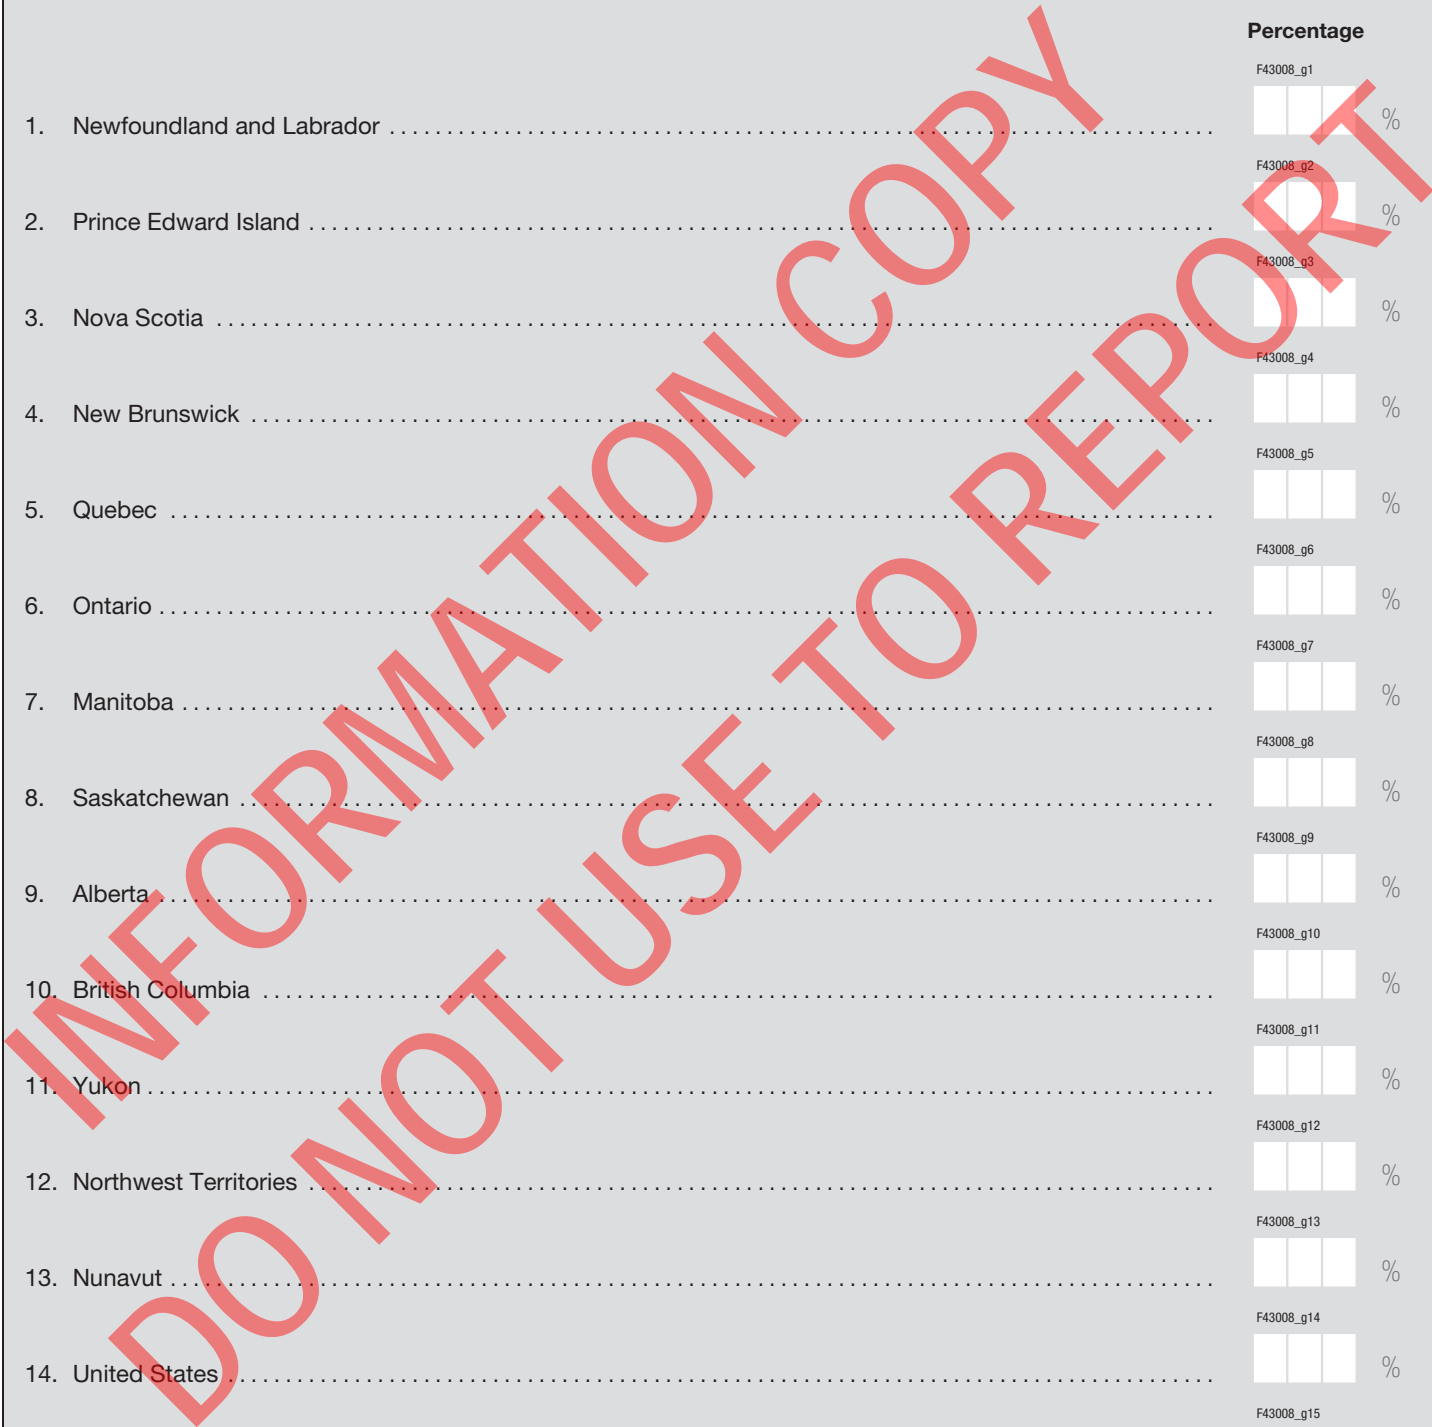 Percentage
F43008_g1
1. Newfoundland and Labrador %
F43008_g2
2. Prince Edward Island %
F43008_g3
3. Nova Scotia %
F43008_g4
4. New Brunswick %
F43008_g5
5. Quebec %
F43008_g6
6. Ontario %
F43008_g7
7. Manitoba %
F43008_g8
8. Saskatchewan %
F43008_g9
9. Alberta %
F43008_g10
10. British Columbia %
F43008_g11
11. Yukon %
F43008_g12
12. Northwest Territories %
F43008_g13
13. Nunavut %
F43008_g14
14. United States %
F43008_g15
INFORMATION COPY
DO NOT USE TO REPORT